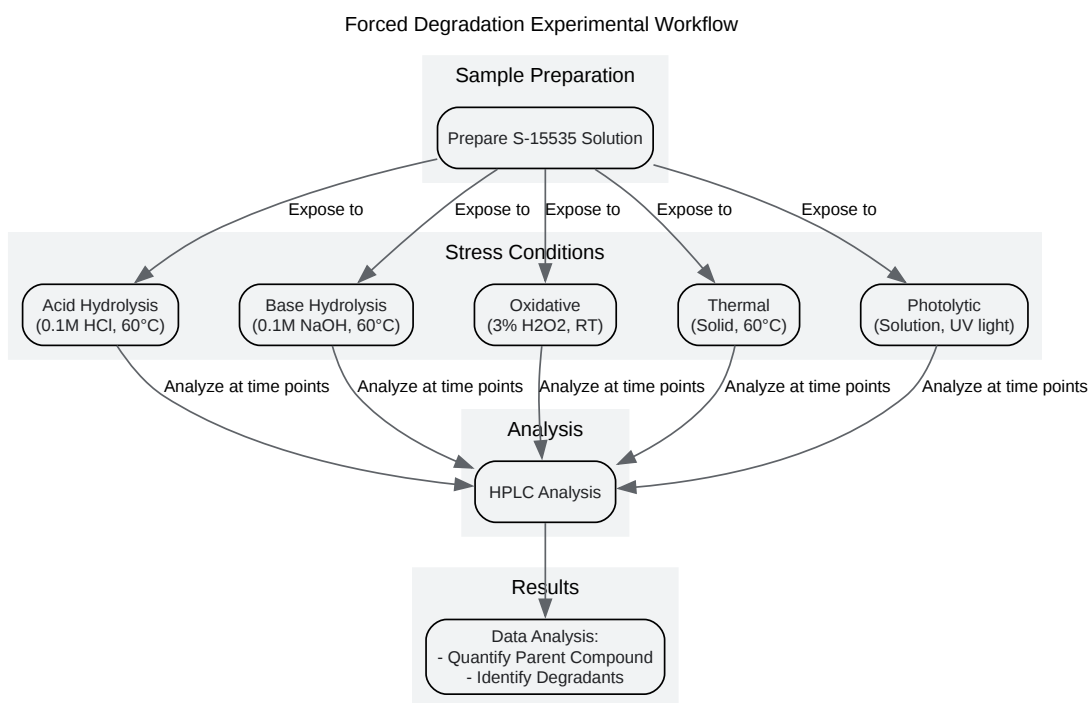 Forced Degradation Experimental Workflow
Sample Preparation
Prepare S-15535 Solution
Expose to
Expose to
Expose to
Expose to
Expose to
Stress Conditions
Acid Hydrolysis
(0.1M HCl, 60°C)
Base Hydrolysis
(0.1M NaOH, 60°C)
Oxidative
(3% H2O2, RT)
Thermal
(Solid, 60°C)
Photolytic
(Solution, UV light)
Analyze at time points
Analyze at time points
Analyze at time points
Analyze at time points
Analyze at time points
Analysis
HPLC Analysis
Results
Data Analysis:
- Quantify Parent Compound
- Identify Degradants